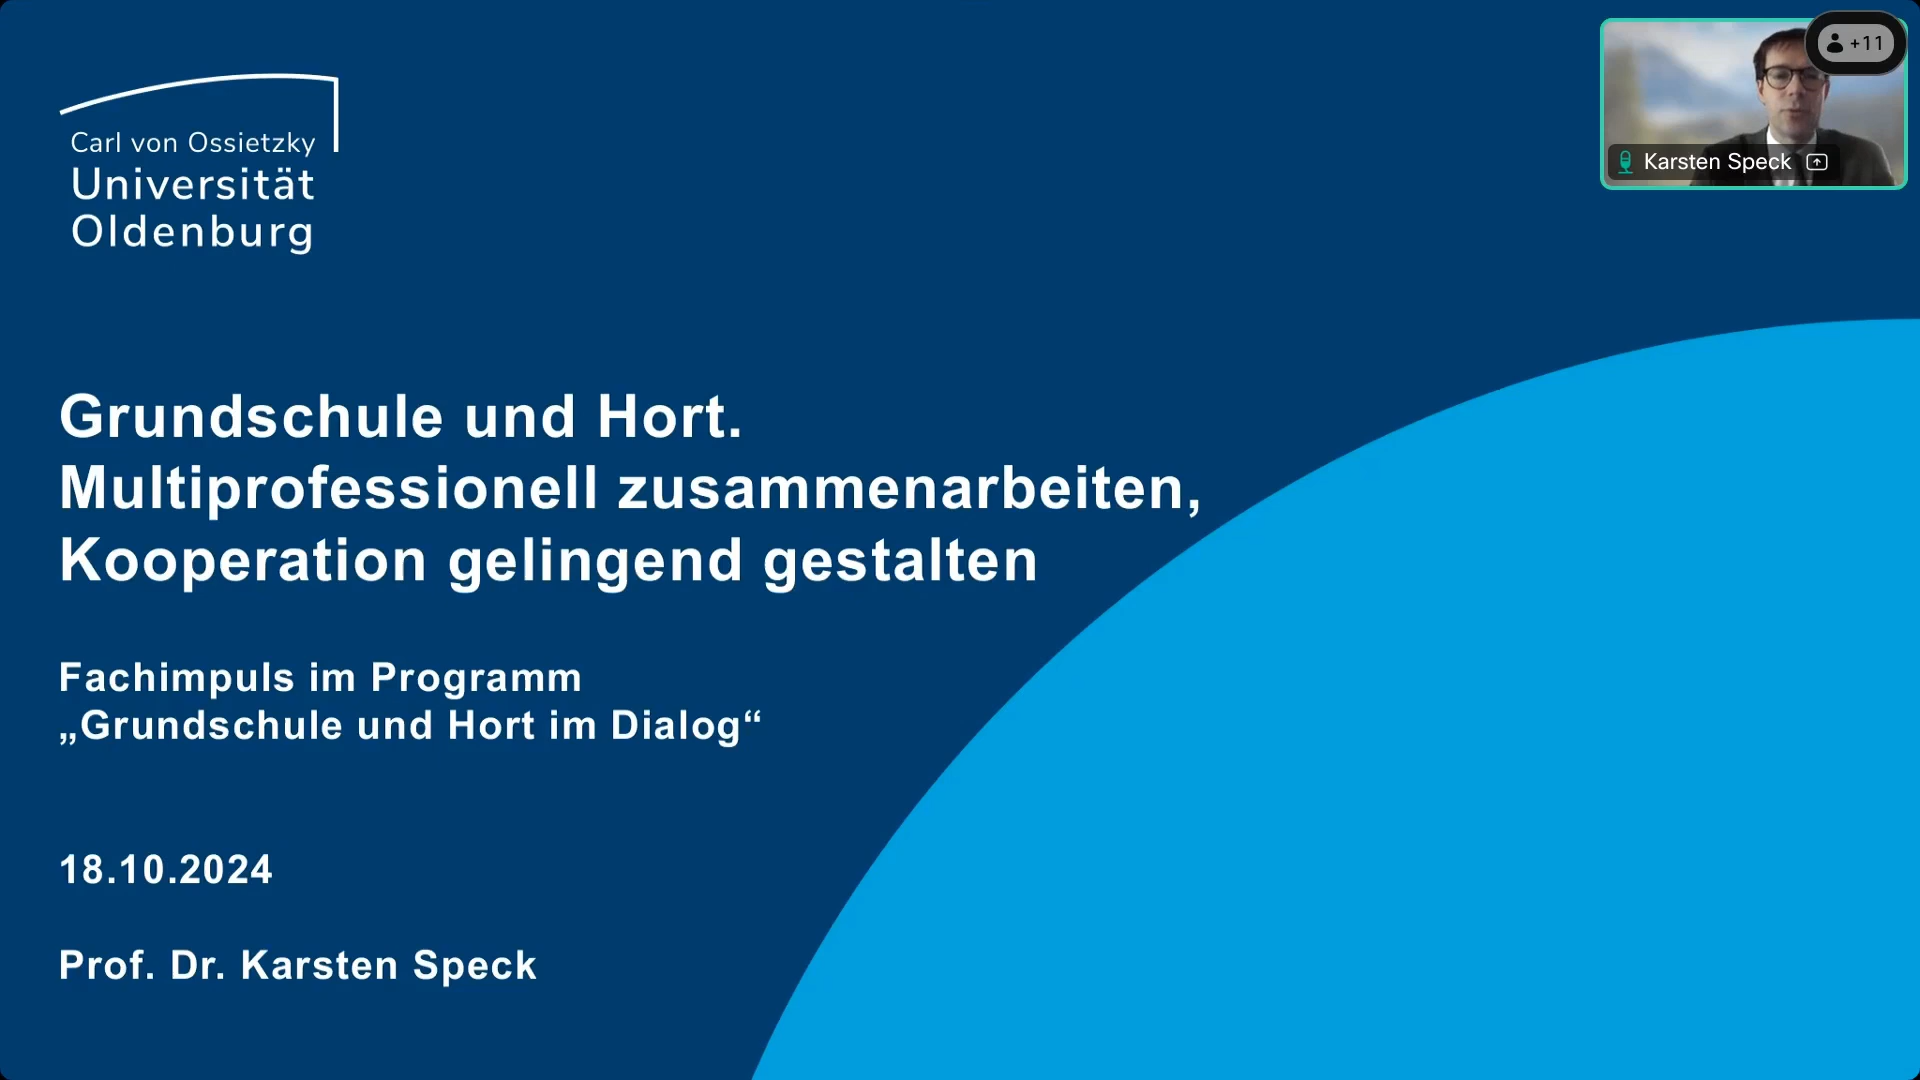 Carl von Ossietzky
Universität
Oldenburg
+11
Karsten Speck
Grundschule und Hort.
Multiprofessionell zusammenarbeiten,
Kooperation gelingend gestalten
Fachimpuls im Programm
„Grundschule und Hort im Dialog“
18.10.2024
Prof. Dr. Karsten Speck